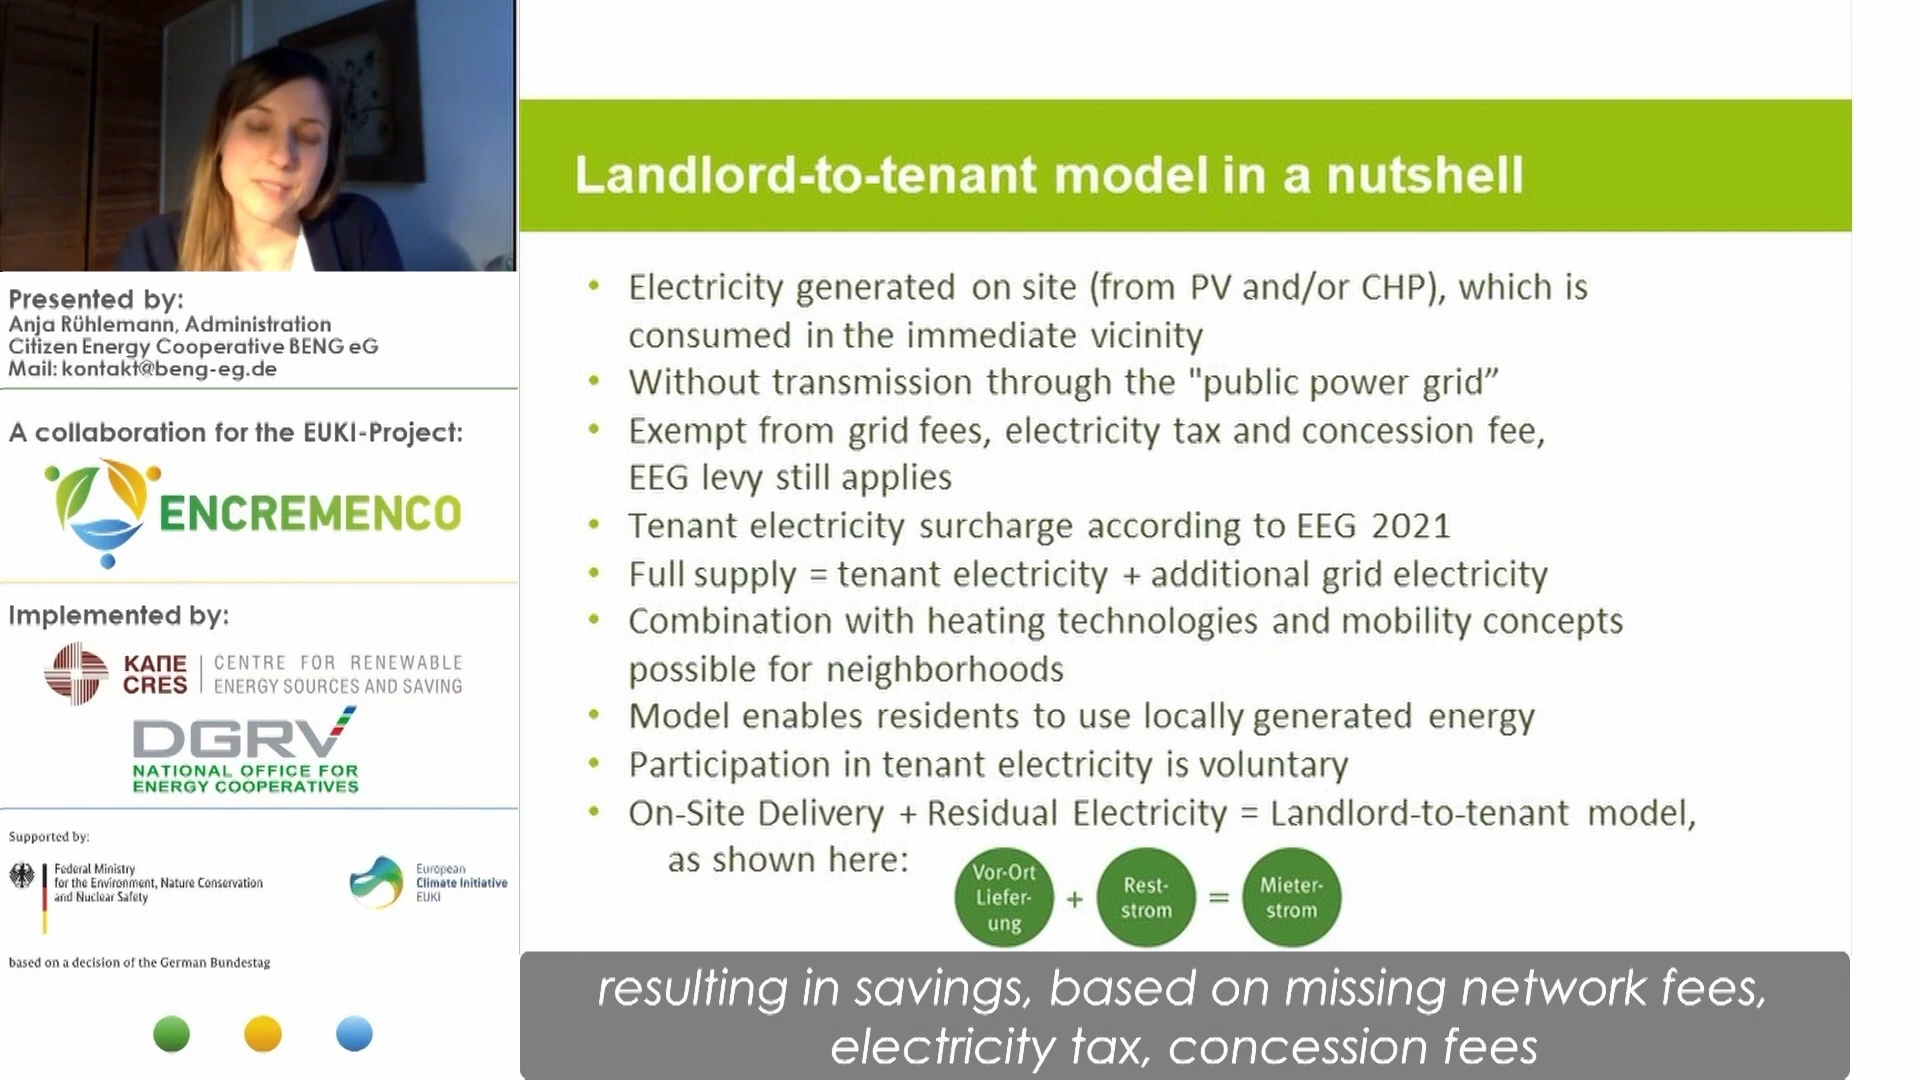 Presented by:
Anja Rühlemann, Administration
Citizen Energy Cooperative BENG eG
Mail: kontakt@beng-eg.de
A collaboration for the EUKI-Project:
ENCREMENCO
Implemented by:
ΚΑΠΕ
CRES
CENTRE FOR RENEWABLE
ENERGY SOURCES AND SAVING
DGRV
NATIONAL OFFICE FOR
ENERGY COOPERATIVES
Supported by:
Federal Ministry
for the Environment, Nature Conservation
and Nuclear Safety
European
Climate Initiative
EUKI
based on a decision of the German Bundestag
Landlord-to-tenant model in a nutshell
• Electricity generated on site (from PV and/or CHP), which is
consumed in the immediate vicinity
• Without transmission through the "public power grid”
• Exempt from grid fees, electricity tax and concession fee,
EEG levy still applies
• Tenant electricity surcharge according to EEG 2021
• Full supply = tenant electricity + additional grid electricity
• Combination with heating technologies and mobility concepts
possible for neighborhoods
• Model enables residents to use locally generated energy
• Participation in tenant electricity is voluntary
• On-Site Delivery + Residual Electricity = Landlord-to-tenant model,
as shown here:
Vor-Ort
Liefer-
ung
+
Rest-
strom
=
Mieter-
strom
resulting in savings, based on missing network fees,
electricity tax, concession fees